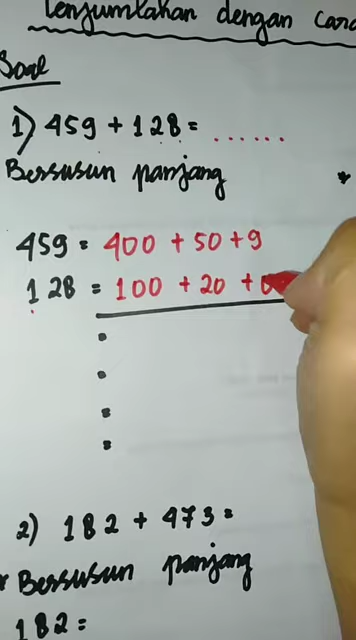 Penjumlahan dengan cara
Soal
1) 459 + 128 = ......
Bersusun panjang
459 = 400 + 50 + 9
128 = 100 + 20 +
2) 182 + 473 =
Bersusun panjang
182 =